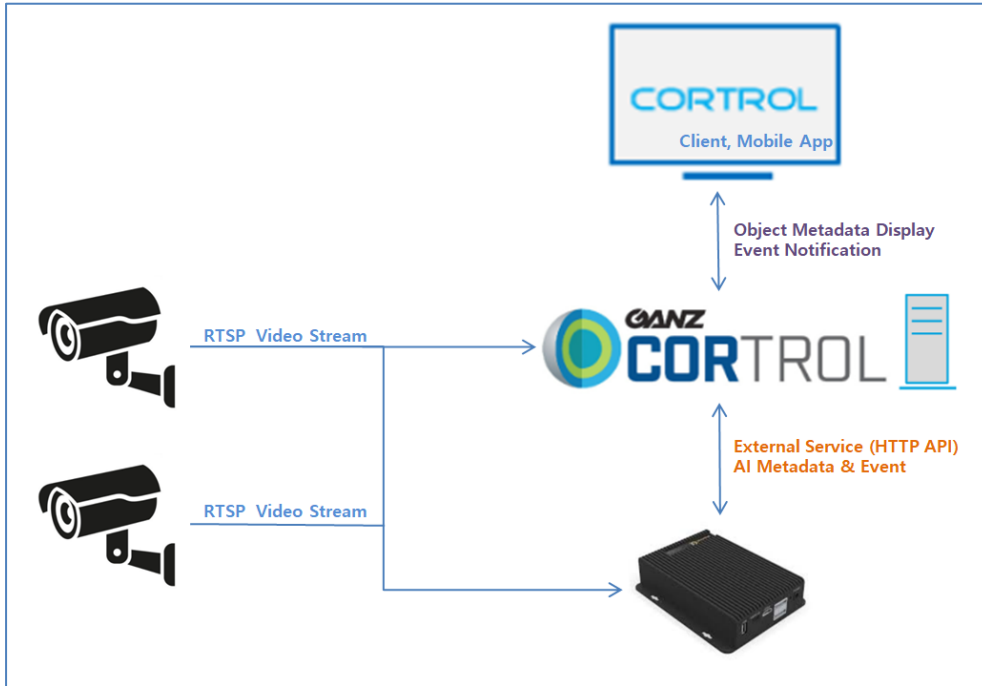 CORTROL
Client, Mobile App
Object Metadata Display
Event Notification
RTSP Video Stream
GANZ
CORTROL
External Service (HTTP API)
AI Metadata & Event
RTSP Video Stream